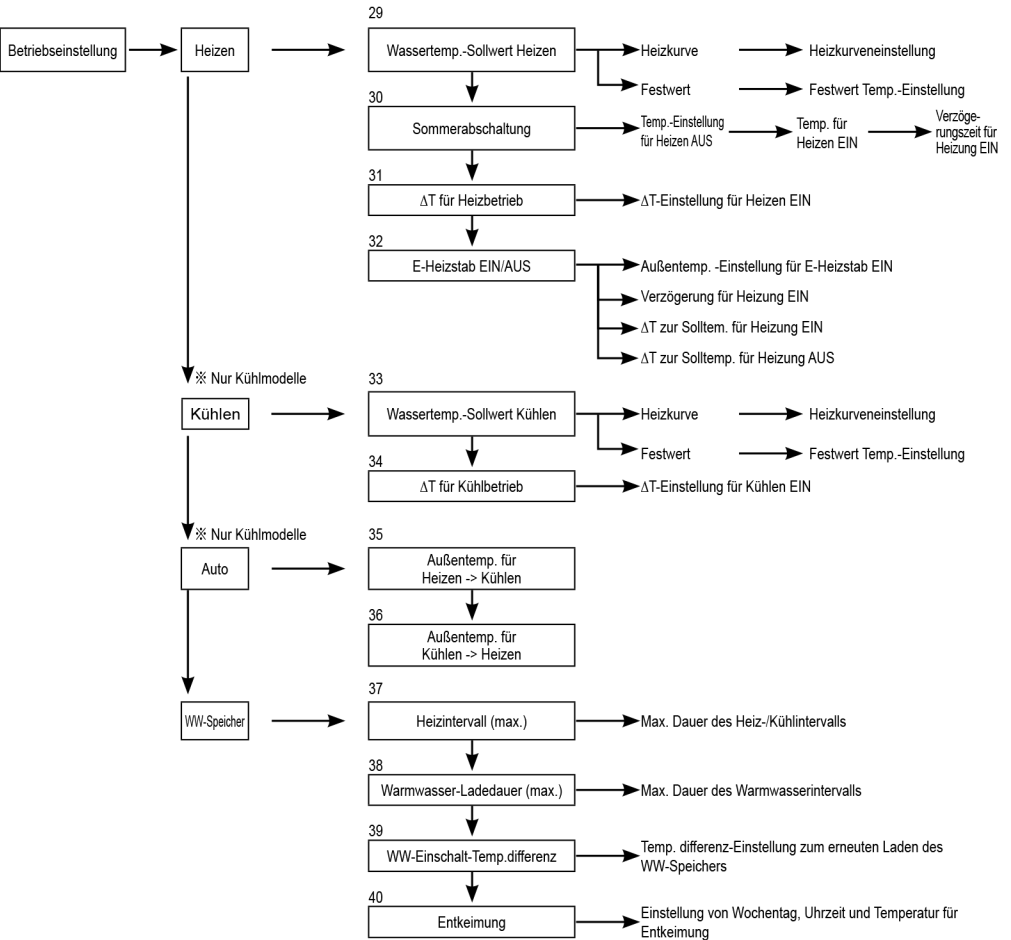 29
Betriebseinstellung
Heizen
Wassertemp.-Sollwert Heizen
Heizkurve
Heizkurveneinstellung
Festwert
Festwert Temp.-Einstellung
30
Sommerabschaltung
Temp.-Einstellung
für Heizen AUS
Temp. für
Heizen EIN
Verzöge-
rungszeit für
Heizung EIN
31
ΔT für Heizbetrieb
ΔT-Einstellung für Heizen EIN
32
E-Heizstab EIN/AUS
Außentemp. -Einstellung für E-Heizstab EIN
Verzögerung für Heizung EIN
ΔT zur Solltem. für Heizung EIN
ΔT zur Solltemp. für Heizung AUS
※ Nur Kühlmodelle
33
Kühlen
Wassertemp.-Sollwert Kühlen
Heizkurve
Heizkurveneinstellung
Festwert
Festwert Temp.-Einstellung
34
ΔT für Kühlbetrieb
ΔT-Einstellung für Kühlen EIN
※ Nur Kühlmodelle
35
Auto
Außentemp. für
Heizen -> Kühlen
36
Außentemp. für
Kühlen -> Heizen
37
WW-Speicher
Heizintervall (max.)
Max. Dauer des Heiz-/Kühlintervalls
38
Warmwasser-Ladedauer (max.)
Max. Dauer des Warmwasserintervalls
39
WW-Einschalt-Temp.differenz
Temp. differenz-Einstellung zum erneuten Laden des
WW-Speichers
40
Entkeimung
Einstellung von Wochentag, Uhrzeit und Temperatur für
Entkeimung